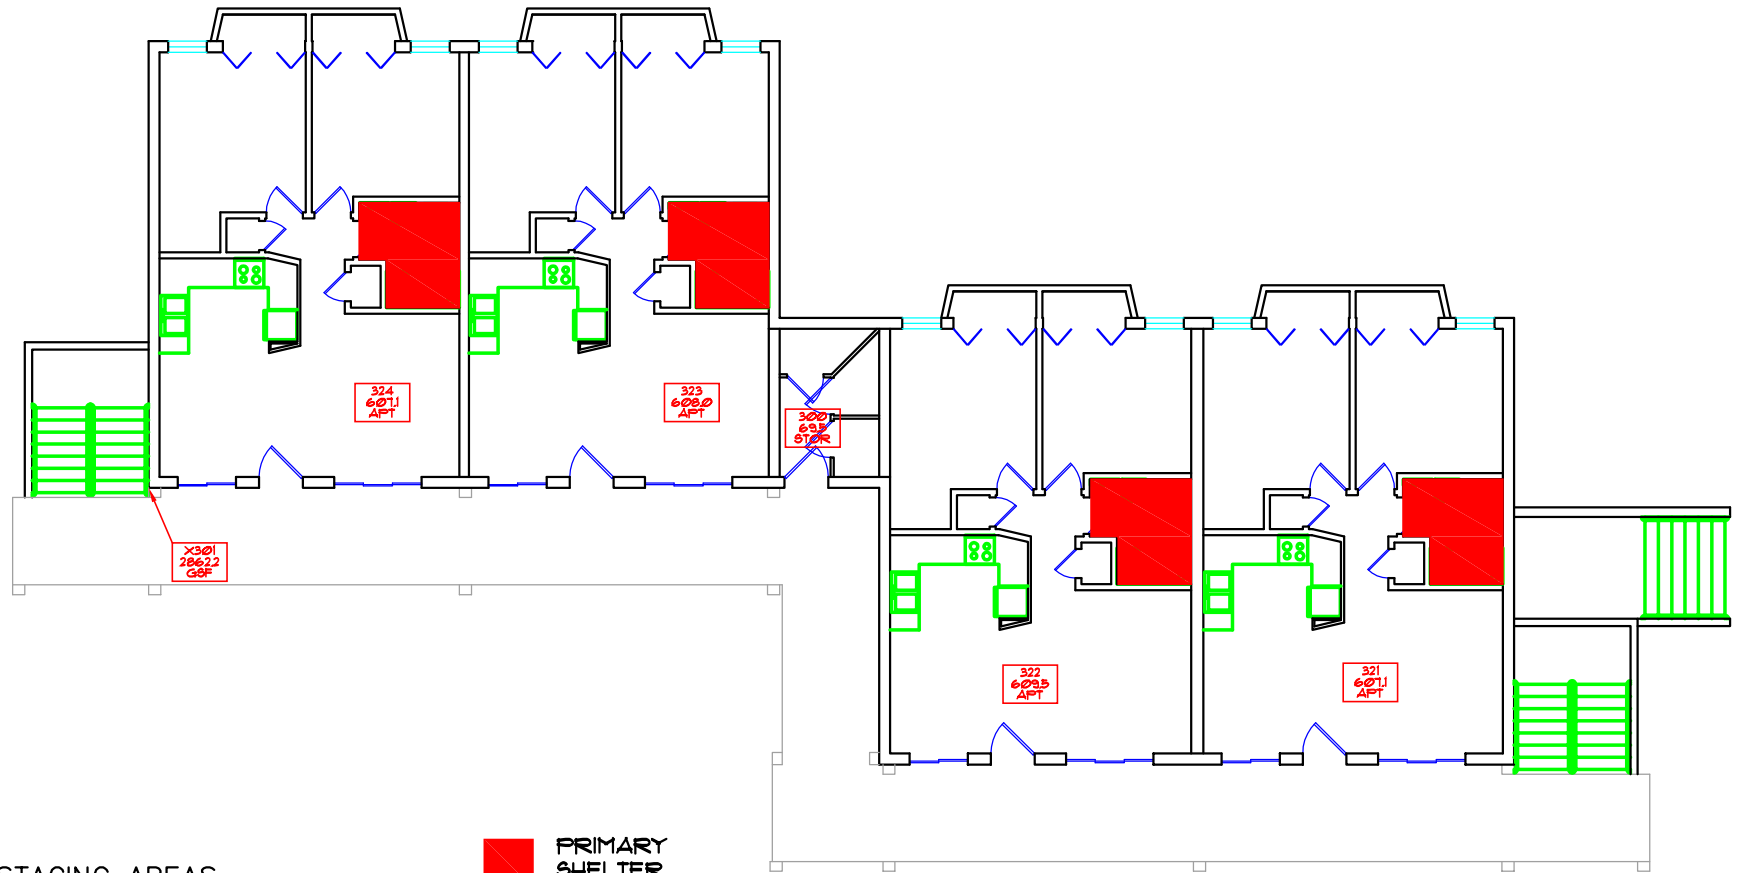 324
607.1
APT
323
608.0
APT
300
69.5
STOR
X301
2862.2
GSF
322
609.5
APT
321
607.1
APT
PRIMARY
SHELTER
STAGING AREAS